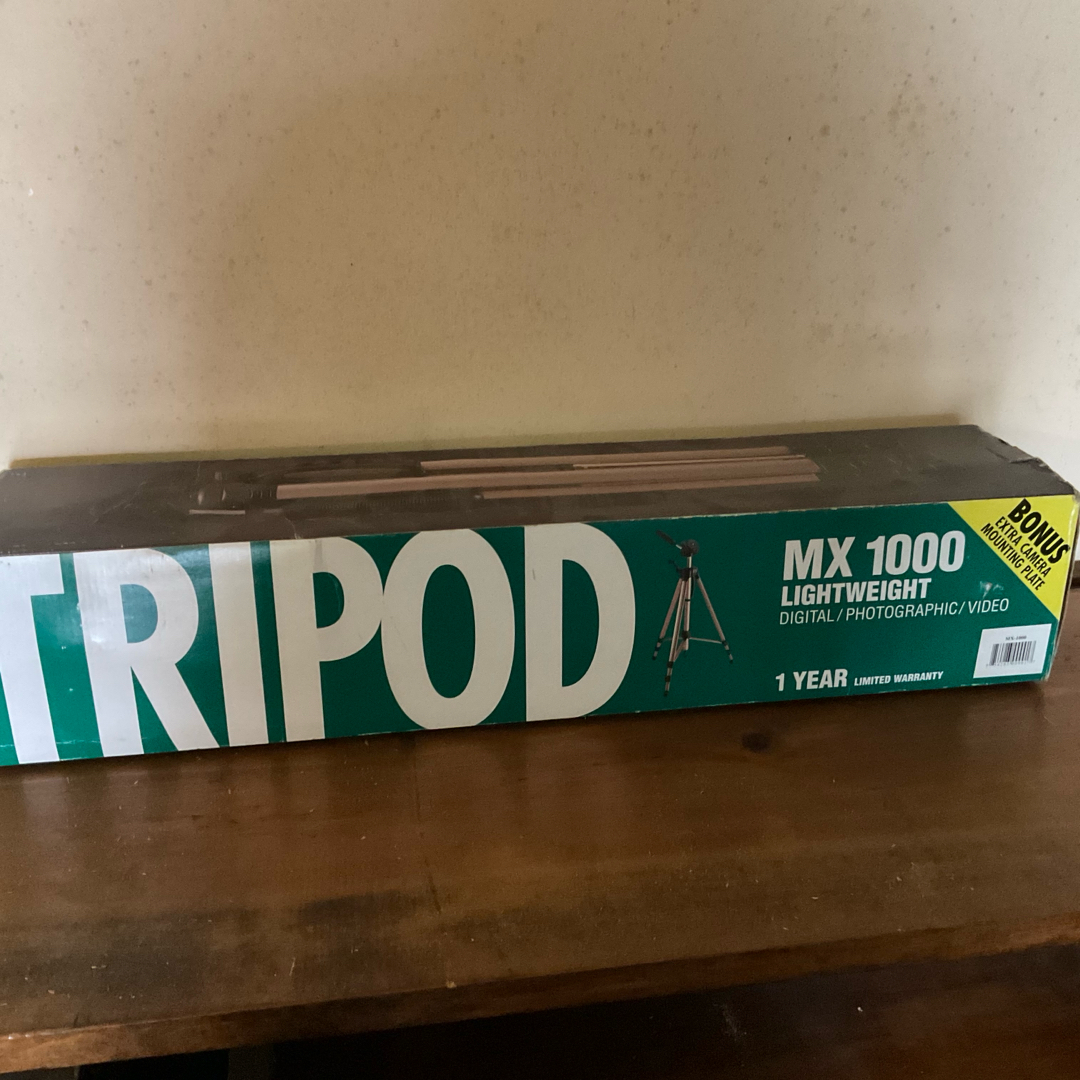 TRIPOD
MX 1000
LIGHTWEIGHT
DIGITAL / PHOTOGRAPHIC / VIDEO
1 YEAR LIMITED WARRANTY
BONUS
EXTRA CAMERA
MOUNTING PLATE